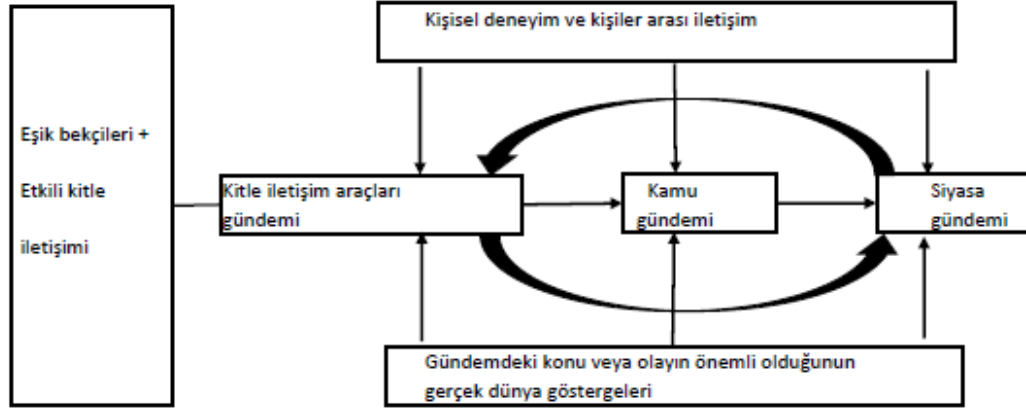 Kişisel deneyim ve kişiler arası iletişim
Eşik bekçileri +
Etkili kitle
iletişimi
Kitle iletişim araçları
gündemi
Kamu
gündemi
Siyasa
gündemi
Gündemdeki konu veya olayın önemli olduğunun
gerçek dünya göstergeleri